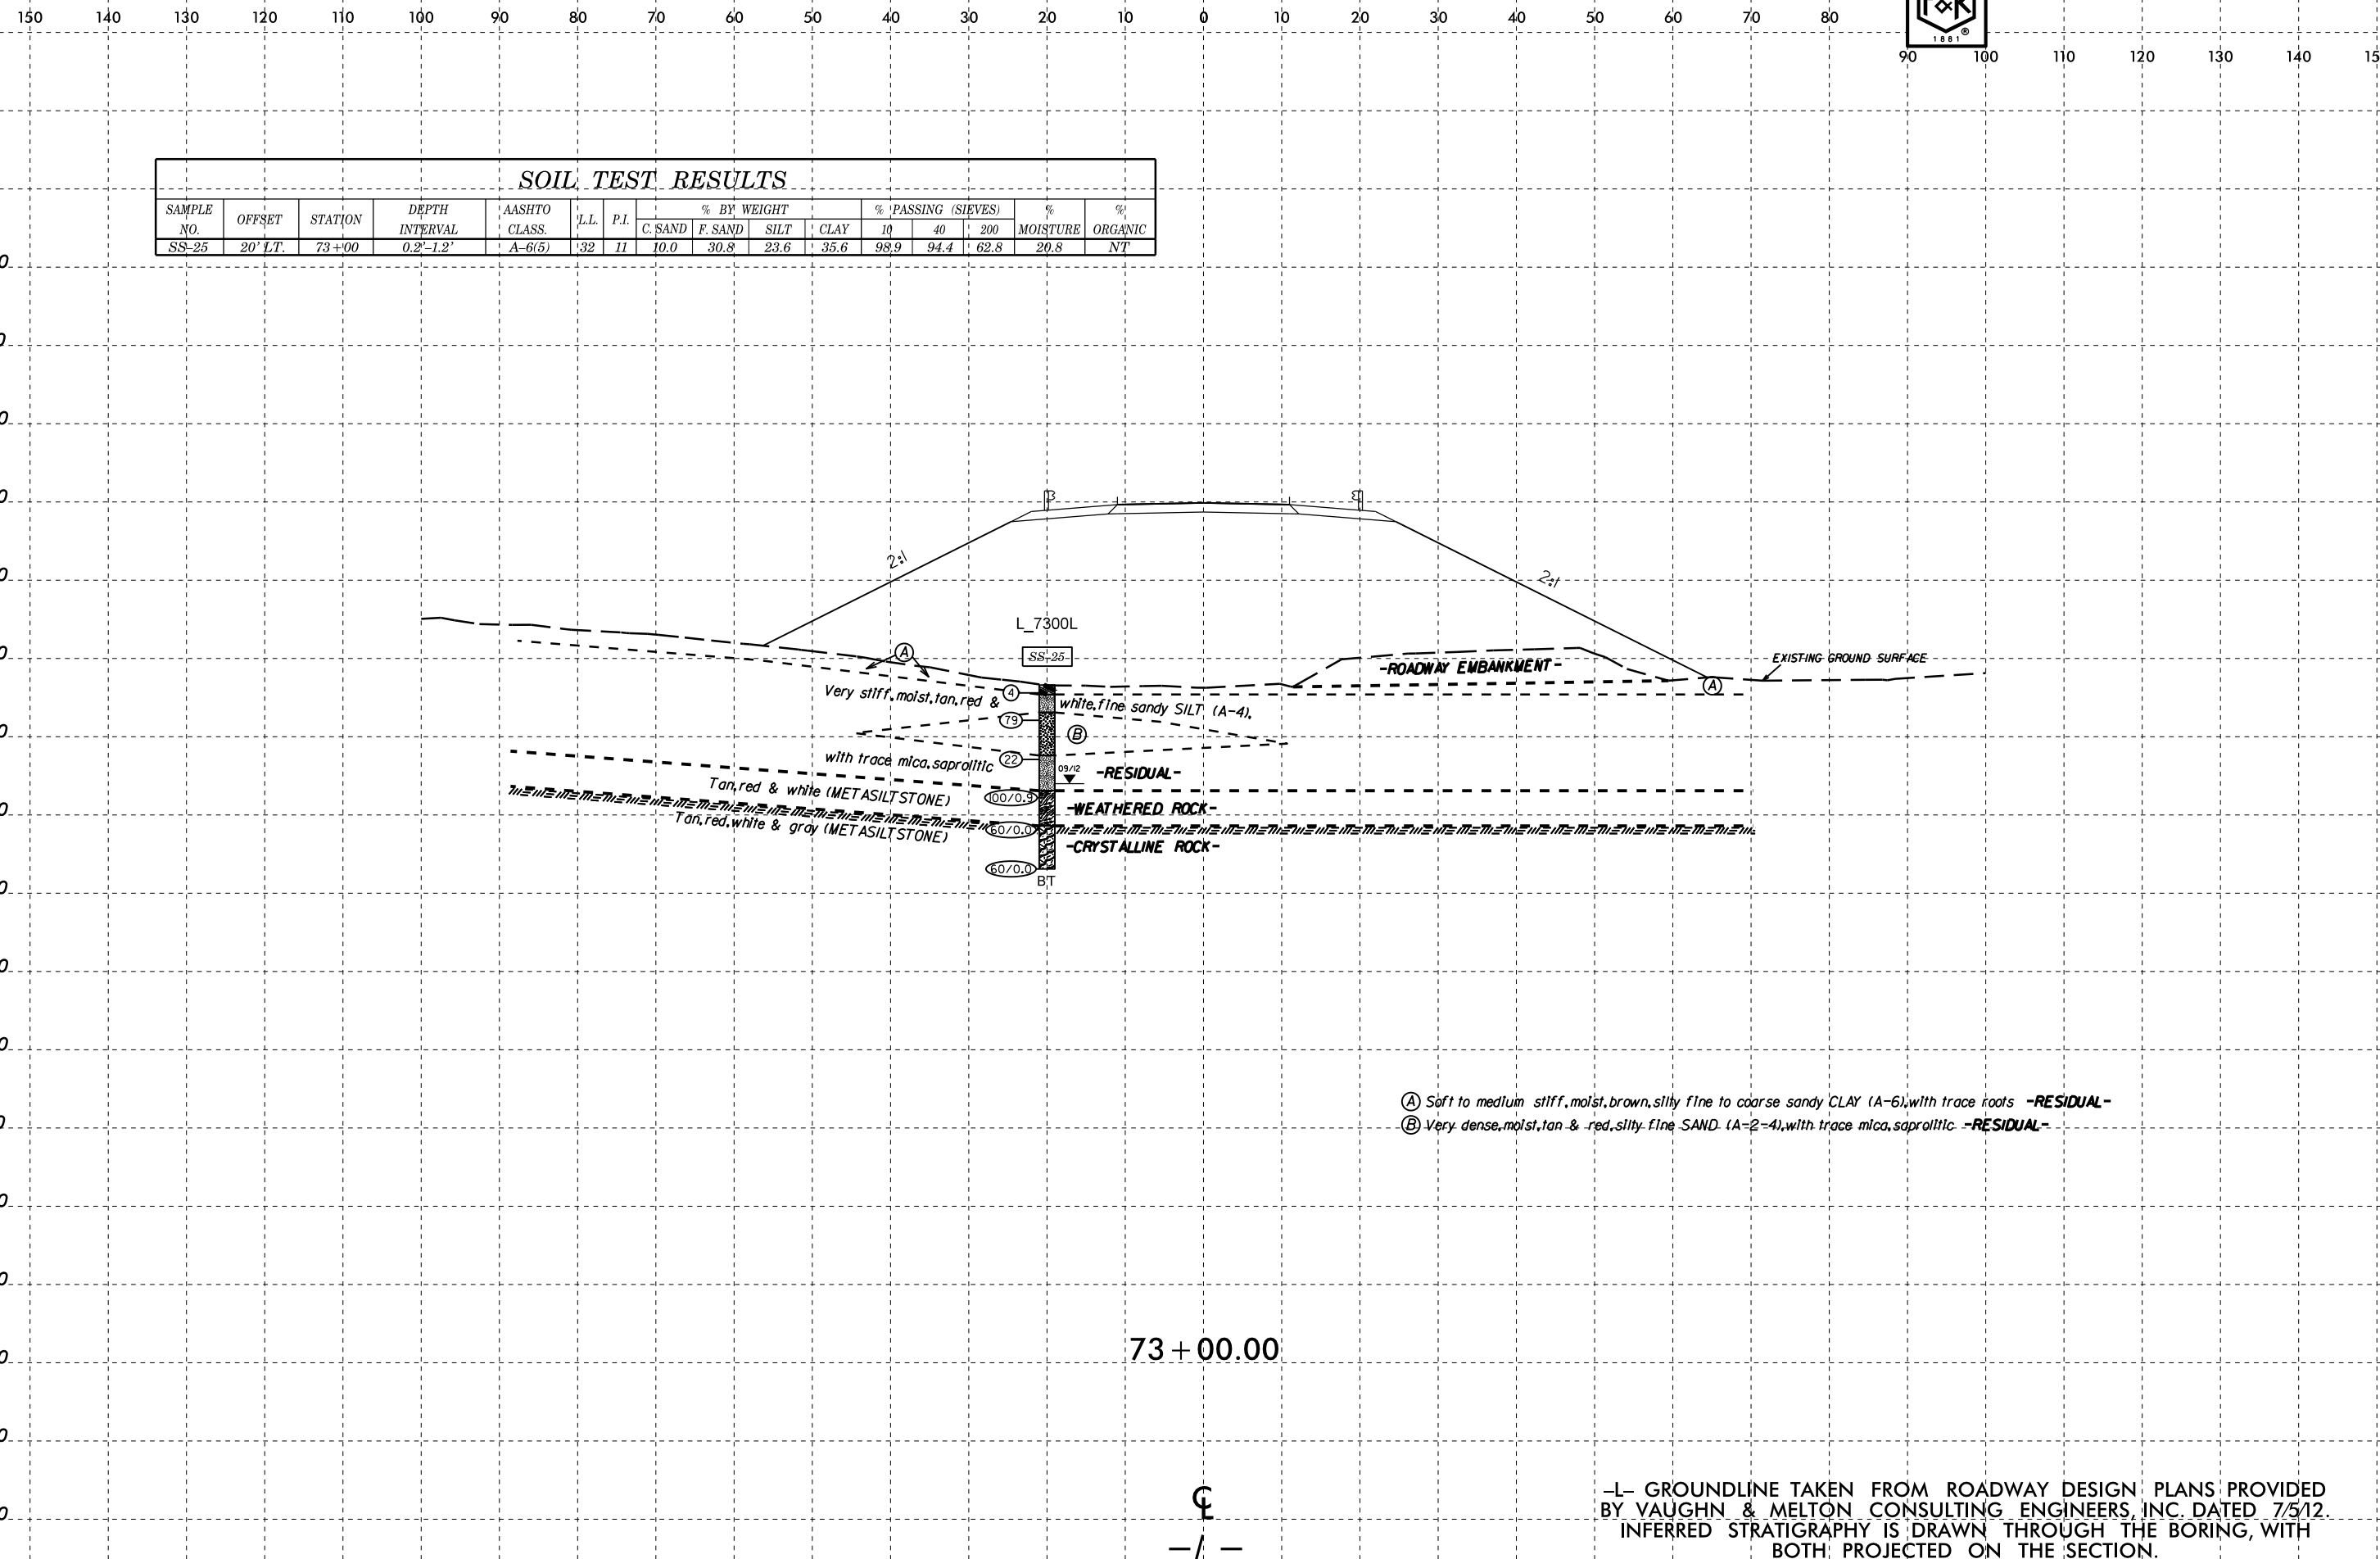 150 140 130 120 110 100 90 80 70 60 50 40 30 20 10 0 10 20 30 40 50 60 70 80
1881 ®
90 100 110 120 130 140
SOIL TEST RESULTS
SAMPLE NO. OFFSET STATION DEPTH INTERVAL AASHTO CLASS. L.L. P.I. % BY WEIGHT % PASSING (SIEVES) % MOISTURE % ORGANIC
C. SAND F. SAND SILT CLAY 10 40 200
SS-25 20' LT. 73+00 0.2'-1.2' A-6(5) 32 11 10.0 30.8 23.6 35.6 98.9 94.4 62.8 20.8 NT
2:1
2:1
L_7300L
SS-25
A
-ROADWAY EMBANKMENT-
EXISTING GROUND SURFACE
A
Very stiff, moist, tan, red & 4 white, fine sandy SILT (A-4),
79
B
with trace mica, saprolitic 22
09/12
-RESIDUAL-
Tan, red & white (METASILTSTONE) 100/0.9
-WEATHERED ROCK-
Tan, red, white & gray (METASILTSTONE) 60/0.0
-CRYSTALLINE ROCK-
60/0.0
BT
A Soft to medium stiff, moist, brown, silty fine to coarse sandy CLAY (A-6), with trace roots -RESIDUAL-
B Very dense, moist, tan & red, silty fine SAND (A-2-4), with trace mica, saprolitic -RESIDUAL-
73+00.00
℄
-L- GROUNDLINE TAKEN FROM ROADWAY DESIGN PLANS PROVIDED
BY VAUGHN & MELTON CONSULTING ENGINEERS, INC. DATED 7/5/12.
INFERRED STRATIGRAPHY IS DRAWN THROUGH THE BORING, WITH
BOTH PROJECTED ON THE SECTION.